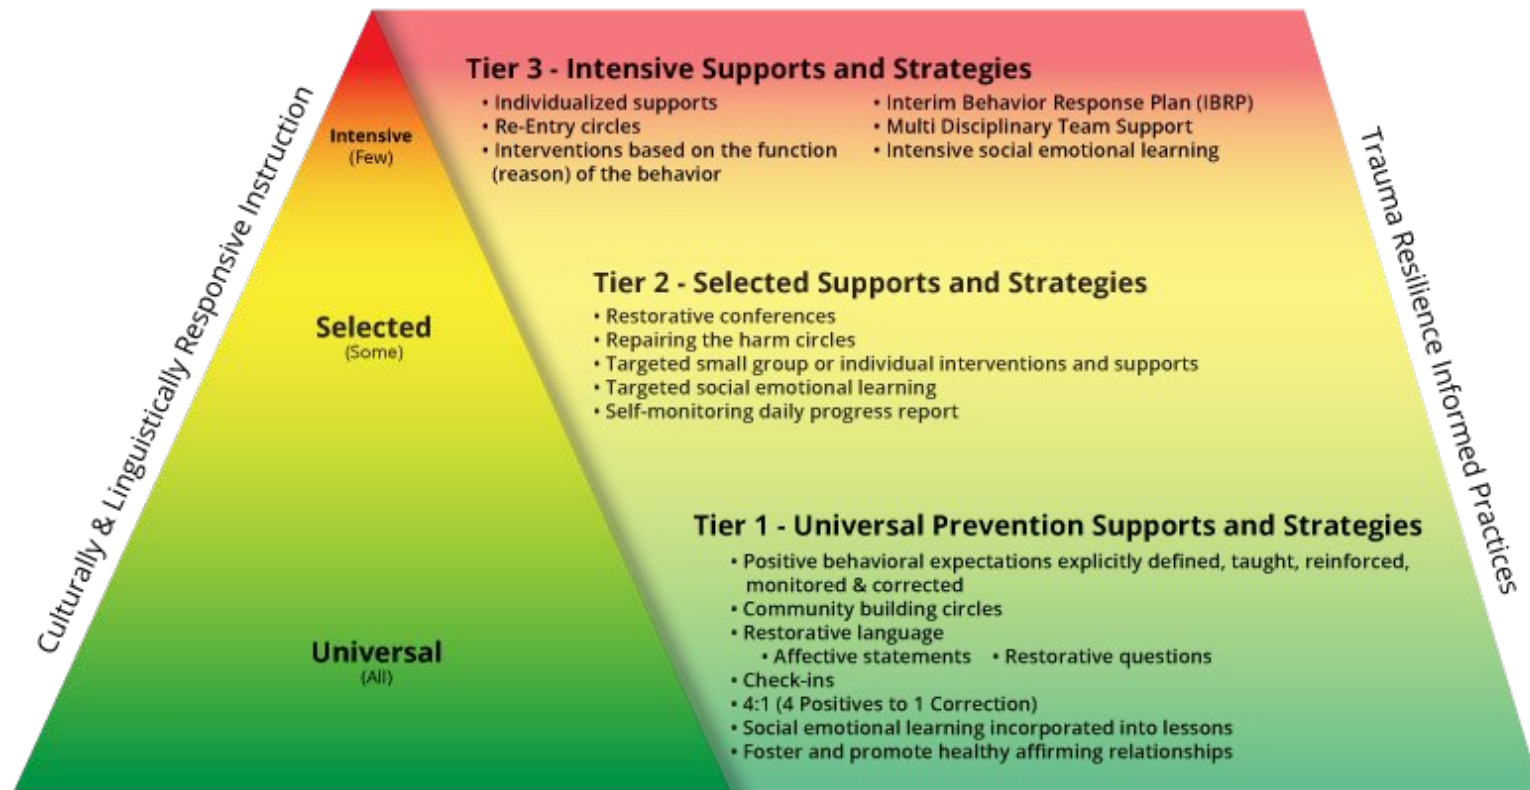 Culturally & Linguistically Responsive Instruction
Intensive
(Few)
Selected
(Some)
Universal
(All)
Tier 3 - Intensive Supports and Strategies
• Individualized supports
• Re-Entry circles
• Interventions based on the function
(reason) of the behavior
• Interim Behavior Response Plan (IBRP)
• Multi Disciplinary Team Support
• Intensive social emotional learning
Tier 2 - Selected Supports and Strategies
• Restorative conferences
• Repairing the harm circles
• Targeted small group or individual interventions and supports
• Targeted social emotional learning
• Self-monitoring daily progress report
Tier 1 - Universal Prevention Supports and Strategies
• Positive behavioral expectations explicitly defined, taught, reinforced,
monitored & corrected
• Community building circles
• Restorative language
• Affective statements • Restorative questions
• Check-ins
• 4:1 (4 Positives to 1 Correction)
• Social emotional learning incorporated into lessons
• Foster and promote healthy affirming relationships
Trauma Resilience Informed Practices